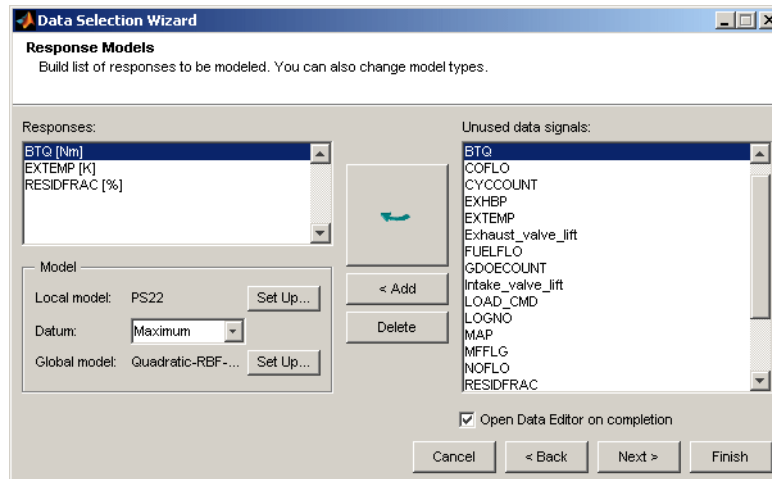 Data Selection Wizard
Response Models
Build list of responses to be modeled. You can also change model types.
Responses:
BTQ [Nm]
EXTEMP [K]
RESIDFRAC [%]
Model
Local model: PS22 Set Up...
Datum: Maximum
Global model: Quadratic-RBF-... Set Up...
< Add
Delete
Unused data signals:
BTQ
COFLO
CYCCOUNT
EXHBP
EXTEMP
Exhaust_valve_lift
FUELFLO
GDOECOUNT
Intake_valve_lift
LOAD_CMD
LOGNO
MAP
MFFLG
NOFLO
RESIDFRAC
Open Data Editor on completion
Cancel < Back Next > Finish